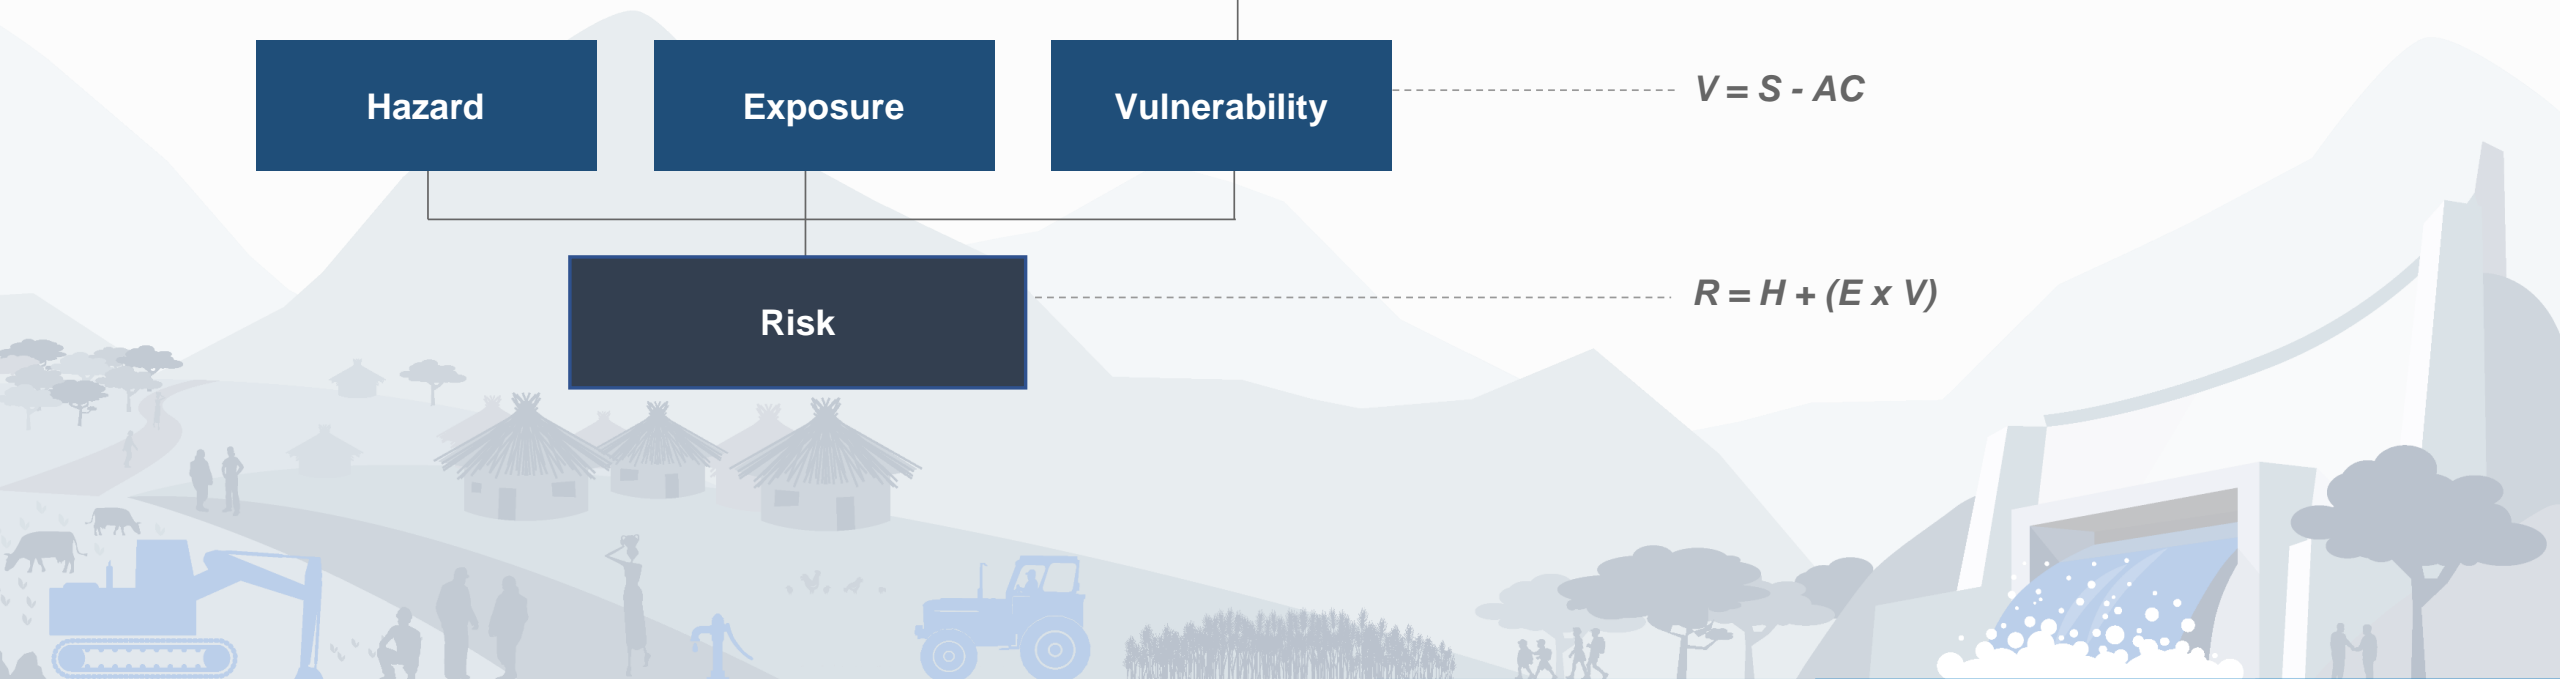 Hazard
Exposure
Vulnerability
V = S - AC
Risk
R = H + (E x V)